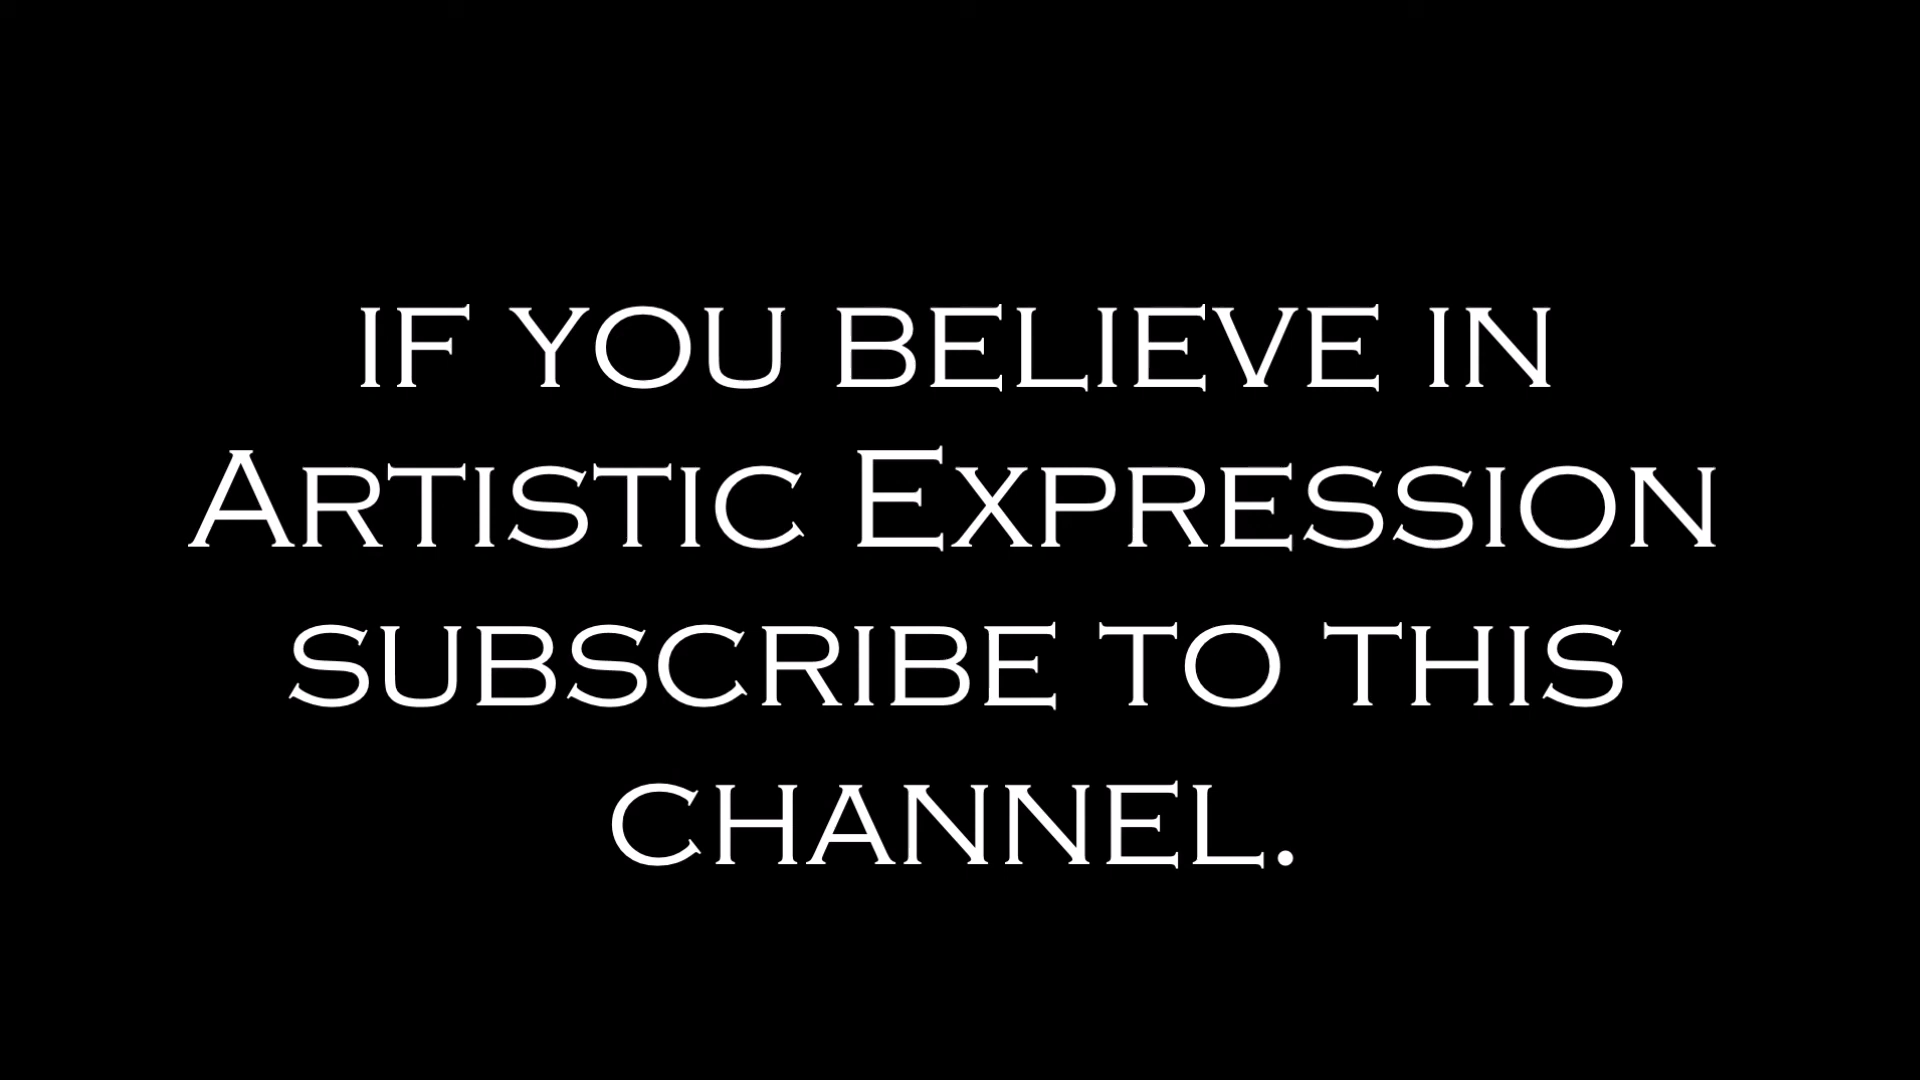 if you believe in
Artistic Expression
subscribe to this
channel.